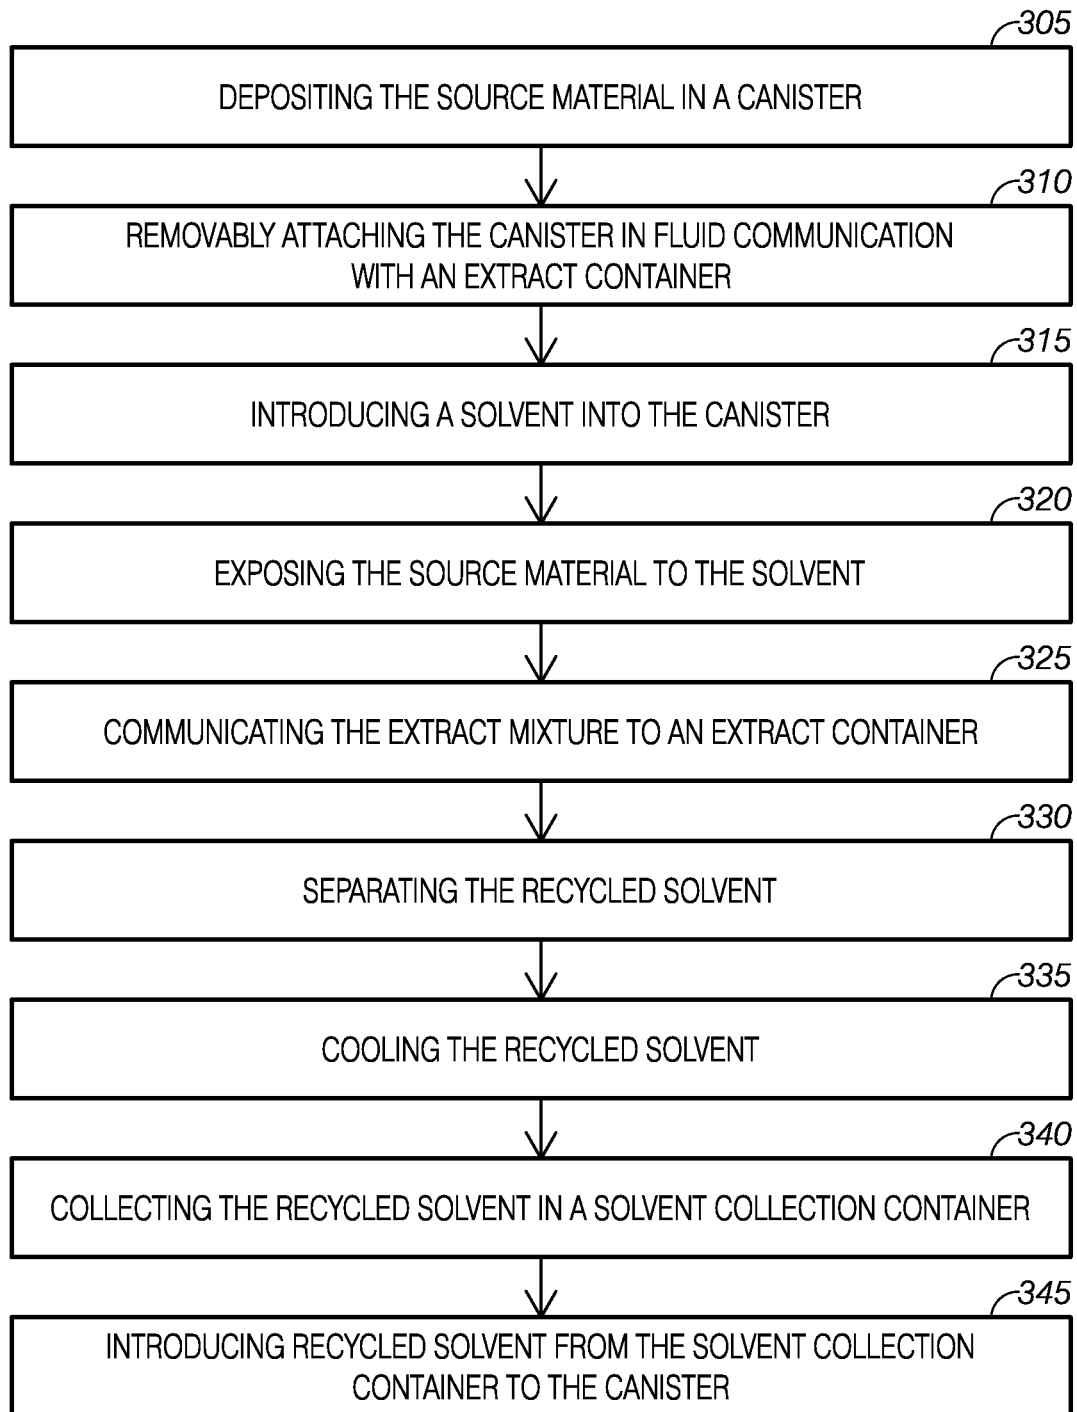 305
DEPOSITING THE SOURCE MATERIAL IN A CANISTER
310
REMOVABLY ATTACHING THE CANISTER IN FLUID COMMUNICATION
WITH AN EXTRACT CONTAINER
315
INTRODUCING A SOLVENT INTO THE CANISTER
320
EXPOSING THE SOURCE MATERIAL TO THE SOLVENT
325
COMMUNICATING THE EXTRACT MIXTURE TO AN EXTRACT CONTAINER
330
SEPARATING THE RECYCLED SOLVENT
335
COOLING THE RECYCLED SOLVENT
340
COLLECTING THE RECYCLED SOLVENT IN A SOLVENT COLLECTION CONTAINER
345
INTRODUCING RECYCLED SOLVENT FROM THE SOLVENT COLLECTION
CONTAINER TO THE CANISTER